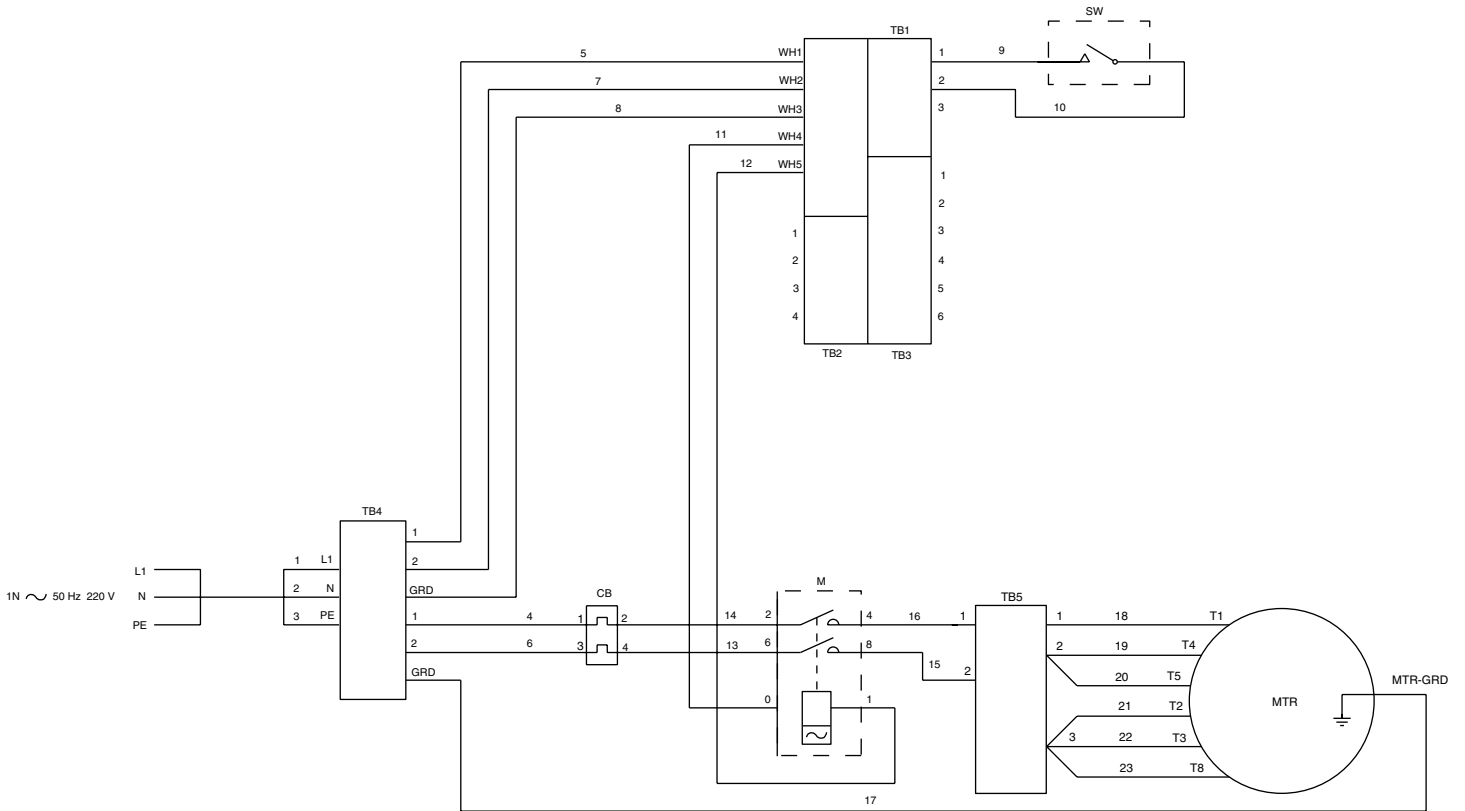 SW
TB1
5 WH1 1 9
7 WH2 2
8 WH3 3 10
11 WH4
12 WH5
1
2
1 3
2 4
3 5
4 6
TB2 TB3
TB4
1
L1 1 L1 2
1N 50 Hz 220 V N 2 N GRD CB M TB5
PE 3 PE 1 4 1 2 14 2 4 16 1 1 18 T1
2 6 3 4 13 6 8 2 19 T4
GRD 15 2 20 T5 MTR-GRD
0 1 21 T2 MTR
3 22 T3
23 T8
17